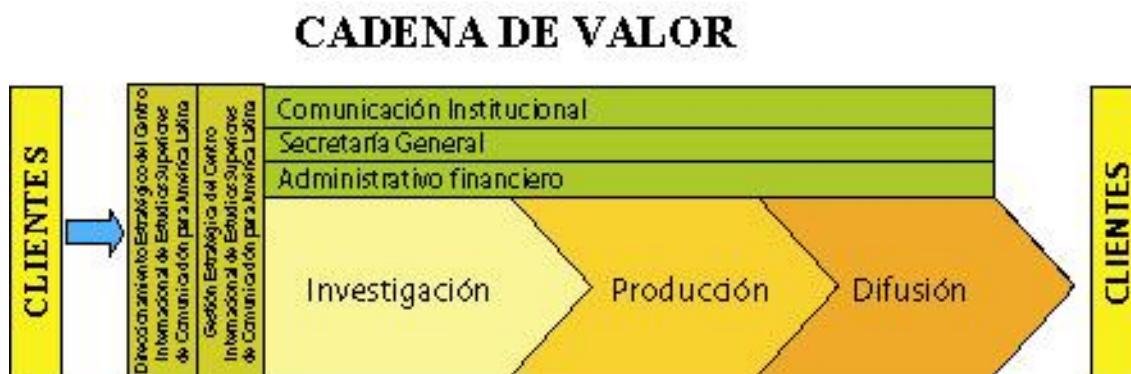 CADENA DE VALOR
CLIENTES
Direccionamiento Estratégico del Centro
Internacional de Estudios Superiores
de Comunicación para América Latina
Gestión Estratégica del Centro
Internacional de Estudios Superiores
de Comunicación para América Latina
Comunicación Institucional
Secretaría General
Administrativo financiero
Investigación
Producción
Difusión
CLIENTES